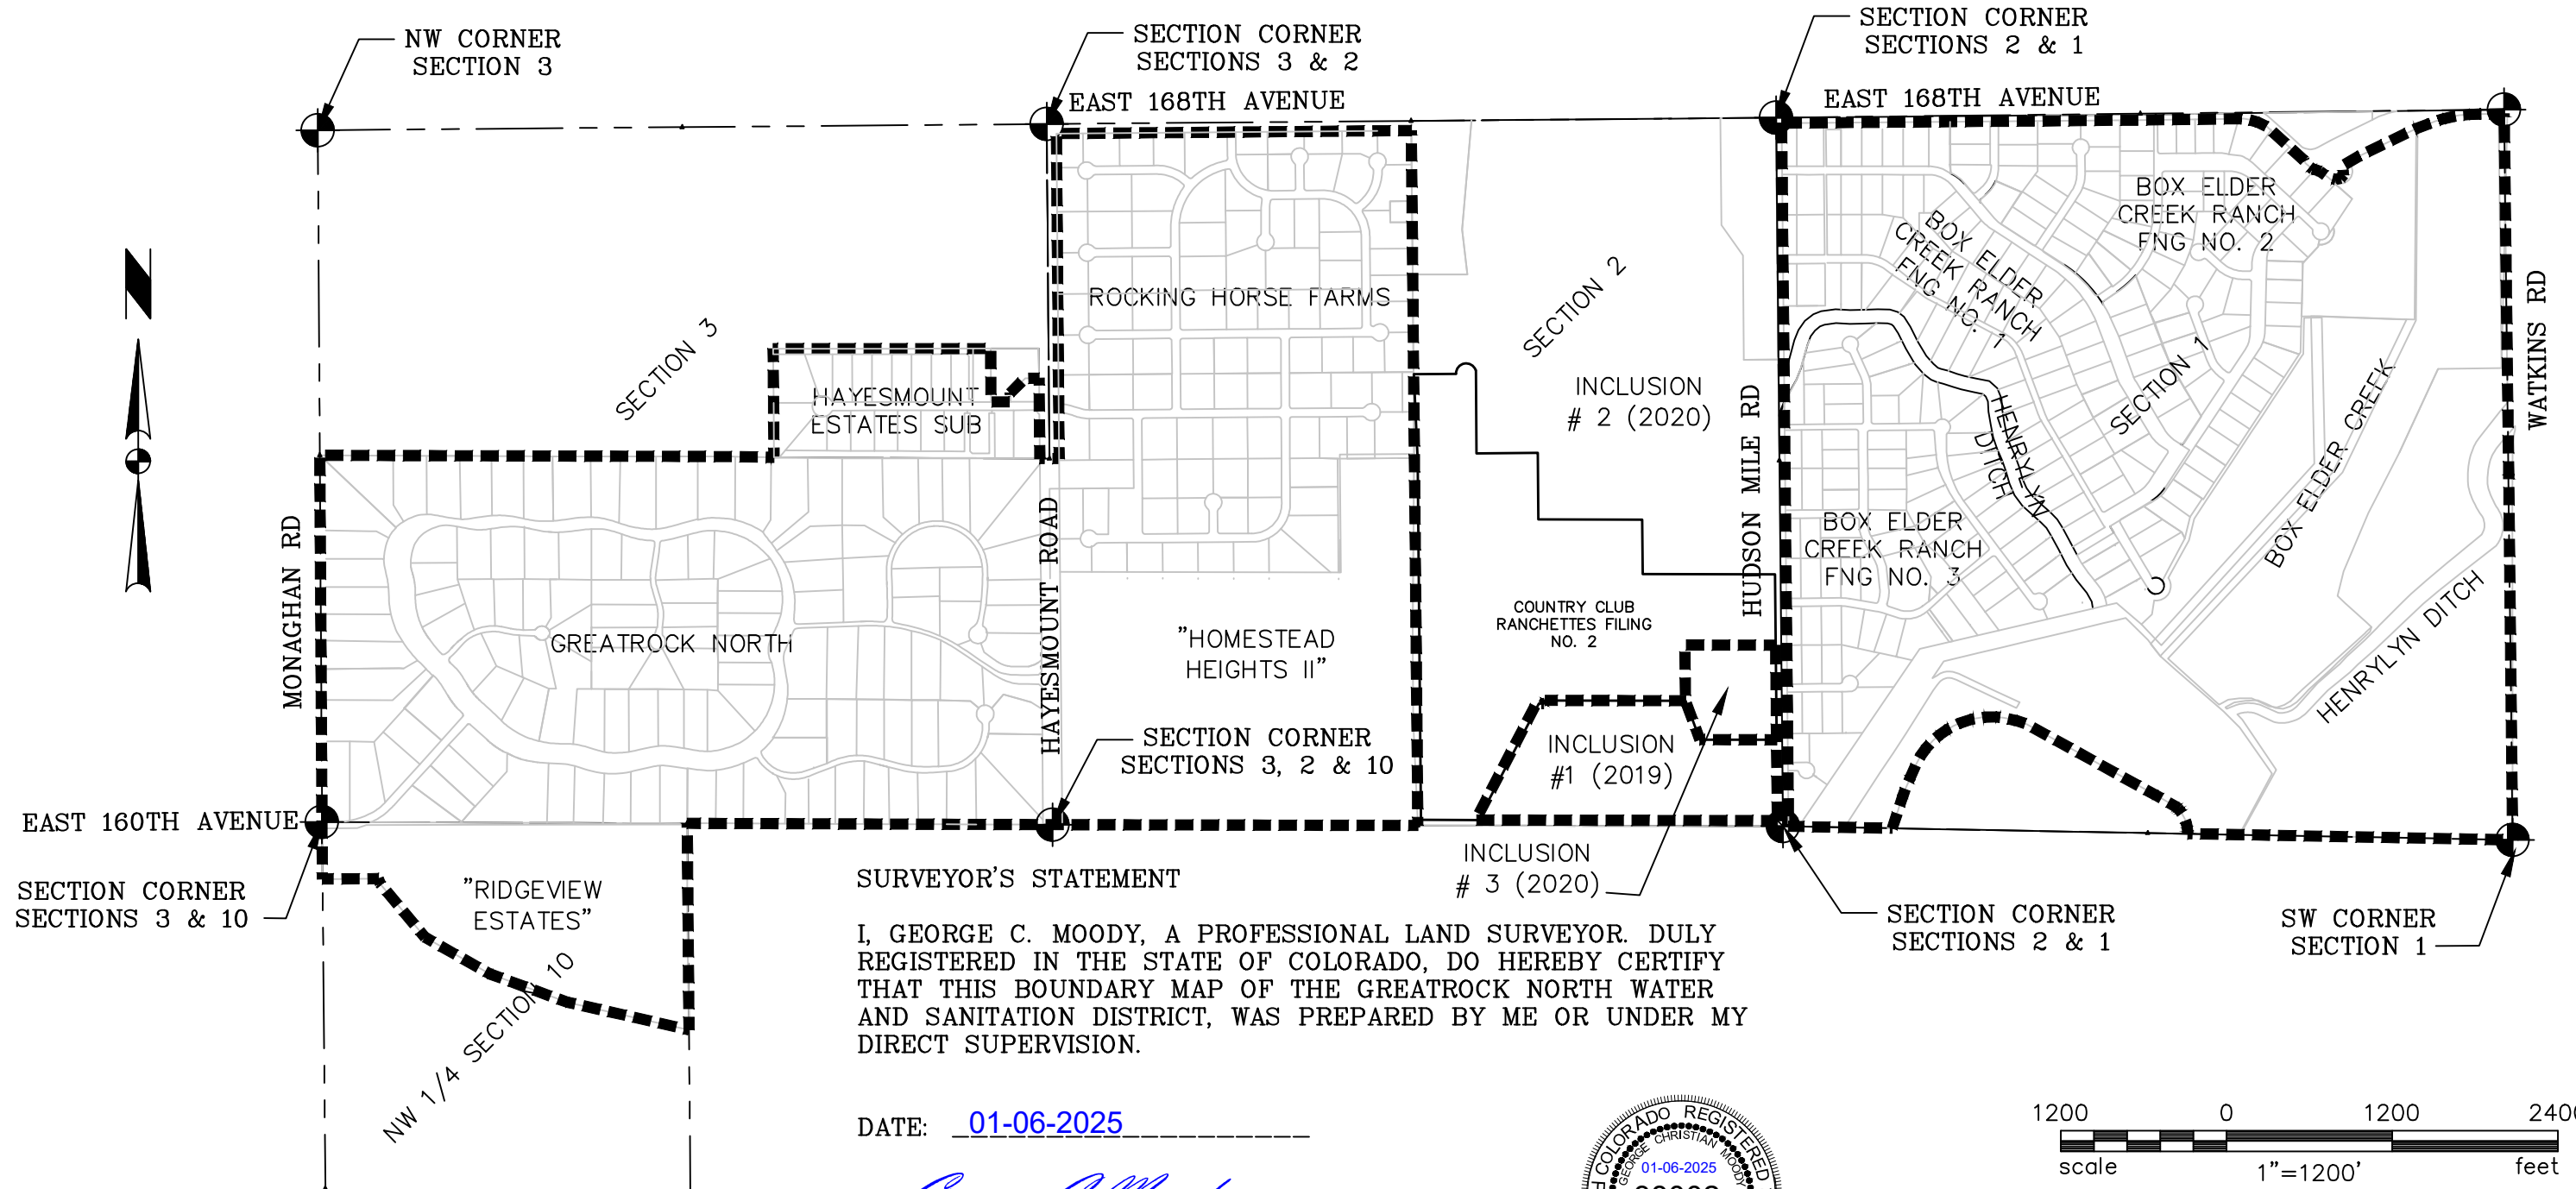 NW CORNER
SECTION 3
SECTION CORNER
SECTIONS 3 & 2
SECTION CORNER
SECTIONS 2 & 1
EAST 168TH AVENUE
EAST 168TH AVENUE
N
BOX ELDER
CREEK RANCH
FNG NO. 2
BOX ELDER
CREEK RANCH
FNG NO. 1
ROCKING HORSE FARMS
SECTION 2
SECTION 3
WATKINS RD
HAYESMOUNT
ESTATES SUB
INCLUSION
# 2 (2020)
HUDSON MILE RD
SECTION 1
HENRYLYN
DITCH
BOX ELDER CREEK
MONAGHAN RD
HAYESMOUNT ROAD
BOX ELDER
CREEK RANCH
FNG NO. 3
GREATROCK NORTH
"HOMESTEAD
HEIGHTS II"
COUNTRY CLUB
RANCHETTES FILING
NO. 2
HENRYLYN DITCH
SECTION CORNER
SECTIONS 3, 2 & 10
INCLUSION
#1 (2019)
EAST 160TH AVENUE
INCLUSION
# 3 (2020)
SECTION CORNER
SECTIONS 3 & 10
"RIDGEVIEW
ESTATES"
NW 1/4 SECTION 10
SECTION CORNER
SECTIONS 2 & 1
SW CORNER
SECTION 1
SURVEYOR'S STATEMENT
I, GEORGE C. MOODY, A PROFESSIONAL LAND SURVEYOR. DULY
REGISTERED IN THE STATE OF COLORADO, DO HEREBY CERTIFY
THAT THIS BOUNDARY MAP OF THE GREATROCK NORTH WATER
AND SANITATION DISTRICT, WAS PREPARED BY ME OR UNDER MY
DIRECT SUPERVISION.
DATE: 01-06-2025
COLORADO REGISTERED
GEORGE CHRISTIAN MOODY
01-06-2025
1200 0 1200 2400
scale 1"=1200' feet